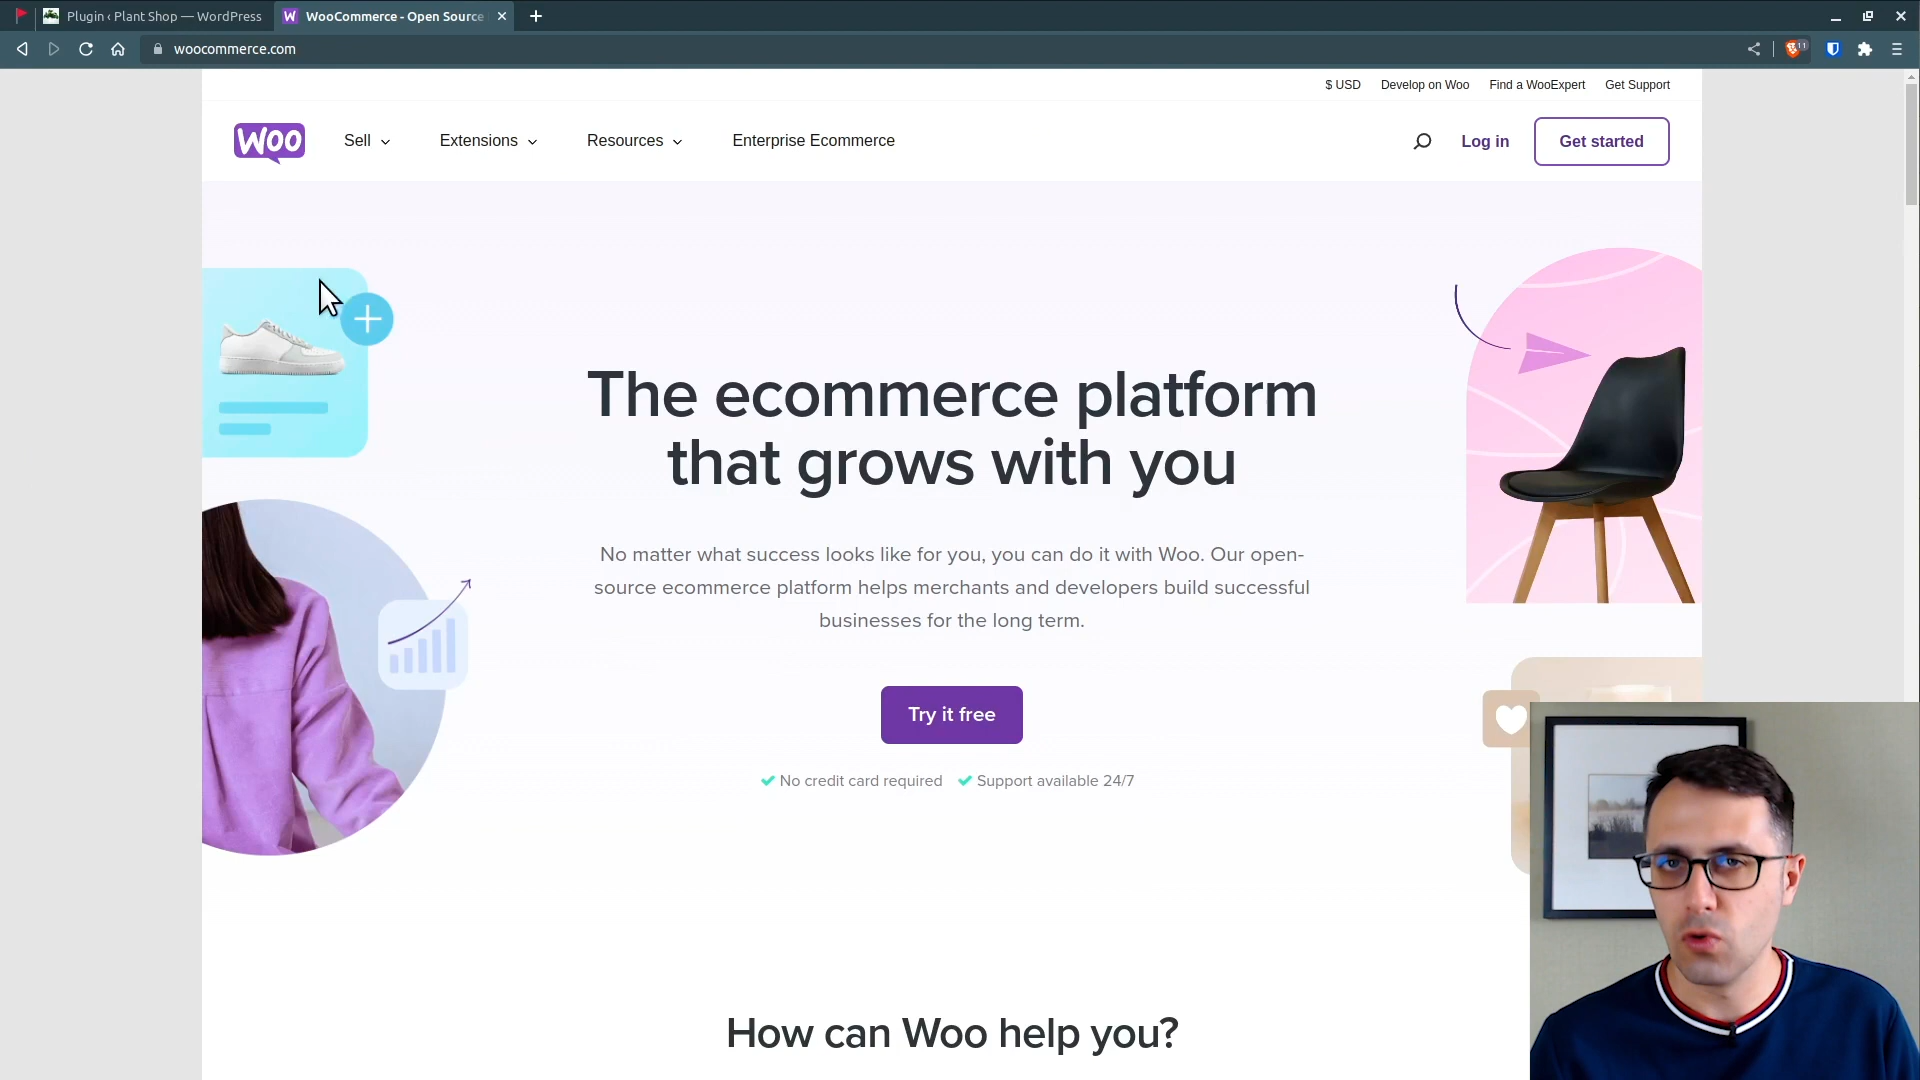 Plugin ‹ Plant Shop — WordPress
WooCommerce - Open Source
woocommerce.com
11
$ USD Develop on Woo Find a WooExpert Get Support
WOO
Sell Extensions Resources Enterprise Ecommerce
Log in Get started
The ecommerce platform
that grows with you
No matter what success looks like for you, you can do it with Woo. Our open-
source ecommerce platform helps merchants and developers build successful
businesses for the long term.
Try it free
No credit card required Support available 24/7
How can Woo help you?